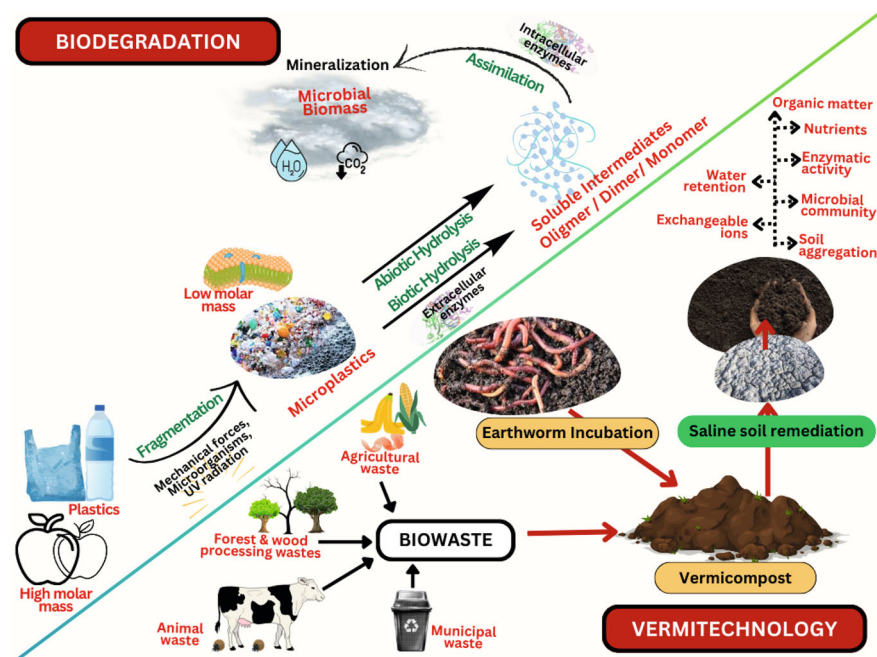 BIODEGRADATION
Intracellular
enzymes
Assimilation
Mineralization
Microbial
Biomass
H₂O
CO₂
Soluble Intermediates
Oligmer / Dimer/ Monomer
Abiotic Hydrolysis
Biotic Hydrolysis
Extracellular
enzymes
Low molar
mass
Microplastics
Fragmentation
Mechanical forces,
Microorganisms,
UV radiation
Plastics
High molar
mass
Organic matter
Nutrients
Enzymatic
activity
Water
retention
Microbial
community
Exchangeable
ions
Soil
aggregation
Earthworm Incubation
Saline soil remediation
Agricultural
waste
Forest & wood
processing wastes
BIOWASTE
Animal
waste
Municipal
waste
Vermicompost
VERMITECHNOLOGY